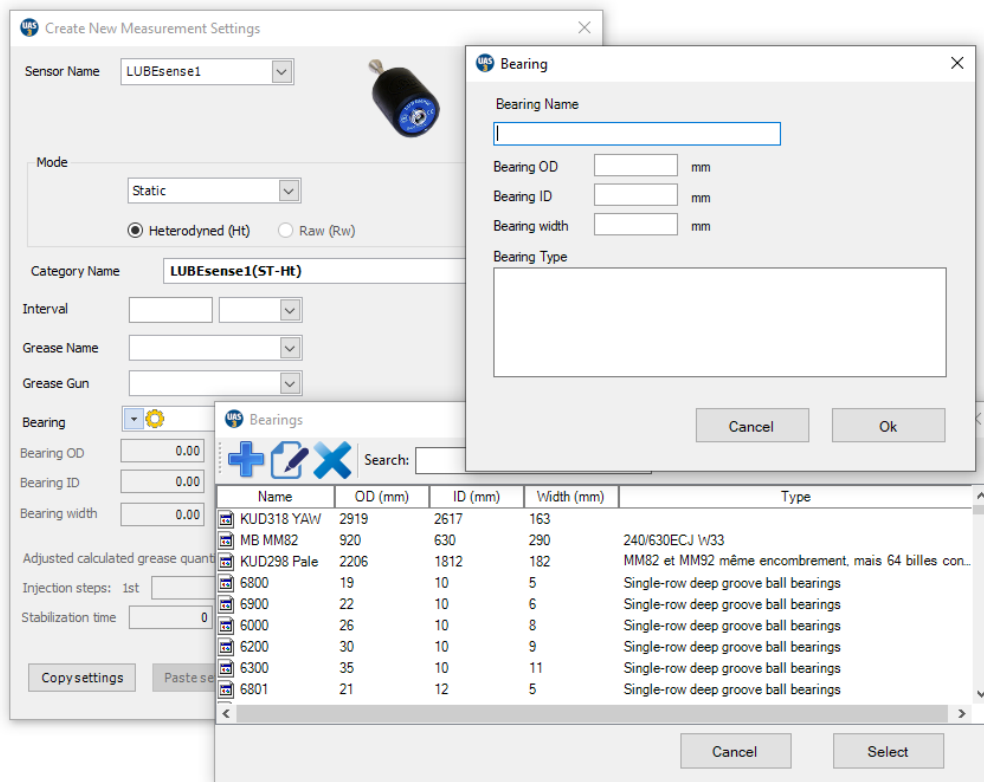 Create New Measurement Settings
Sensor Name LUBEsense1
Mode
Static
Heterodyned (Ht) Raw (Rw)
Category Name LUBEsense1(ST-Ht)
Interval
Grease Name
Grease Gun
Bearing
Bearing OD 0.00
Bearing ID 0.00
Bearing width 0.00
Adjusted calculated grease quanti
Injection steps: 1st
Stabilization time 0
Copy settings Paste se
Bearing
Bearing Name
Bearing OD mm
Bearing ID mm
Bearing width mm
Bearing Type
Cancel Ok
Bearings
Search:
Name OD (mm) ID (mm) Width (mm) Type
KUD318 YAW 2919 2617 163
MB MM82 920 630 290 240/630ECJ W33
KUD298 Pale 2206 1812 182 MM82 et MM92 même encombrement, mais 64 billes con...
6800 19 10 5 Single-row deep groove ball bearings
6900 22 10 6 Single-row deep groove ball bearings
6000 26 10 8 Single-row deep groove ball bearings
6200 30 10 9 Single-row deep groove ball bearings
6300 35 10 11 Single-row deep groove ball bearings
6801 21 12 5 Single-row deep groove ball bearings
Cancel Select